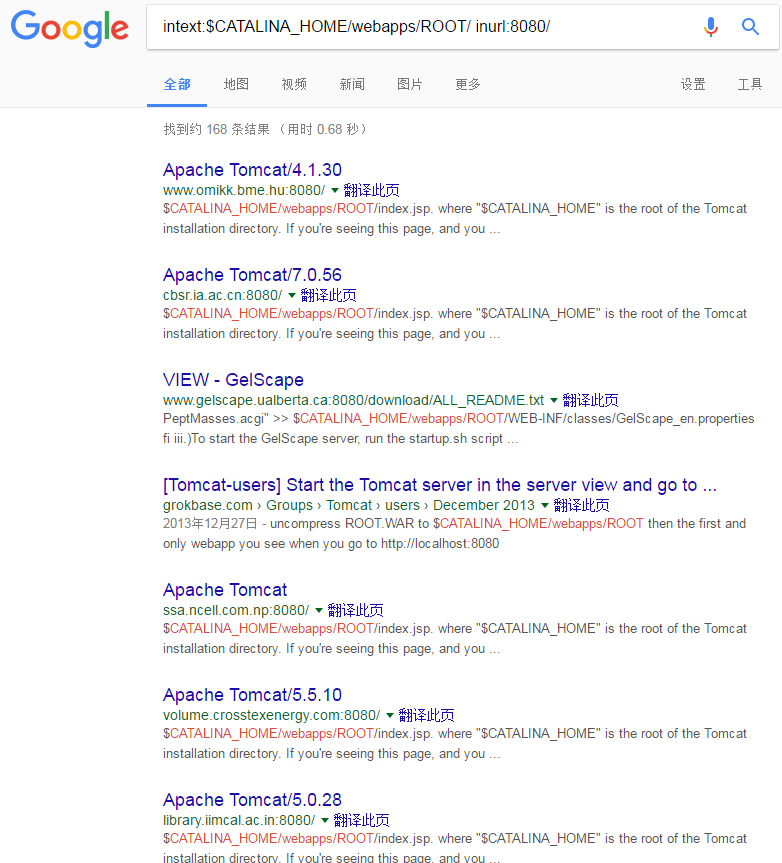 Google
intext:$CATALINA_HOME/webapps/ROOT/ inurl:8080/
全部 地图 视频 新闻 图片 更多 设置 工具
找到约 168 条结果 （用时 0.68 秒）
Apache Tomcat/4.1.30
www.omikk.bme.hu:8080/ 翻译此页
$CATALINA_HOME/webapps/ROOT/index.jsp. where "$CATALINA_HOME" is the root of the Tomcat
installation directory. If you're seeing this page, and you ...
Apache Tomcat/7.0.56
cbsr.ia.ac.cn:8080/ 翻译此页
$CATALINA_HOME/webapps/ROOT/index.jsp. where "$CATALINA_HOME" is the root of the Tomcat
installation directory. If you're seeing this page, and you ...
VIEW - GelScape
www.gelscape.ualberta.ca:8080/download/ALL_README.txt 翻译此页
PeptMasses.acgi" >> $CATALINA_HOME/webapps/ROOT/WEB-INF/classes/GelScape_en.properties
fi iii.)To start the GelScape server, run the startup.sh script ...
[Tomcat-users] Start the Tomcat server in the server view and go to ...
grokbase.com › Groups › Tomcat › users › December 2013 翻译此页
2013年12月27日 - uncompress ROOT.WAR to $CATALINA_HOME/webapps/ROOT then the first and
only webapp you see when you go to http://localhost:8080
Apache Tomcat
ssa.ncell.com.np:8080/ 翻译此页
$CATALINA_HOME/webapps/ROOT/index.jsp. where "$CATALINA_HOME" is the root of the Tomcat
installation directory. If you're seeing this page, and you ...
Apache Tomcat/5.5.10
volume.crosstexenergy.com:8080/ 翻译此页
$CATALINA_HOME/webapps/ROOT/index.jsp. where "$CATALINA_HOME" is the root of the Tomcat
installation directory. If you're seeing this page, and you ...
Apache Tomcat/5.0.28
library.iimcal.ac.in:8080/ 翻译此页
$CATALINA_HOME/webapps/ROOT/index.jsp. where "$CATALINA_HOME" is the root of the Tomcat
installation directory. If you're seeing this page, and you ...